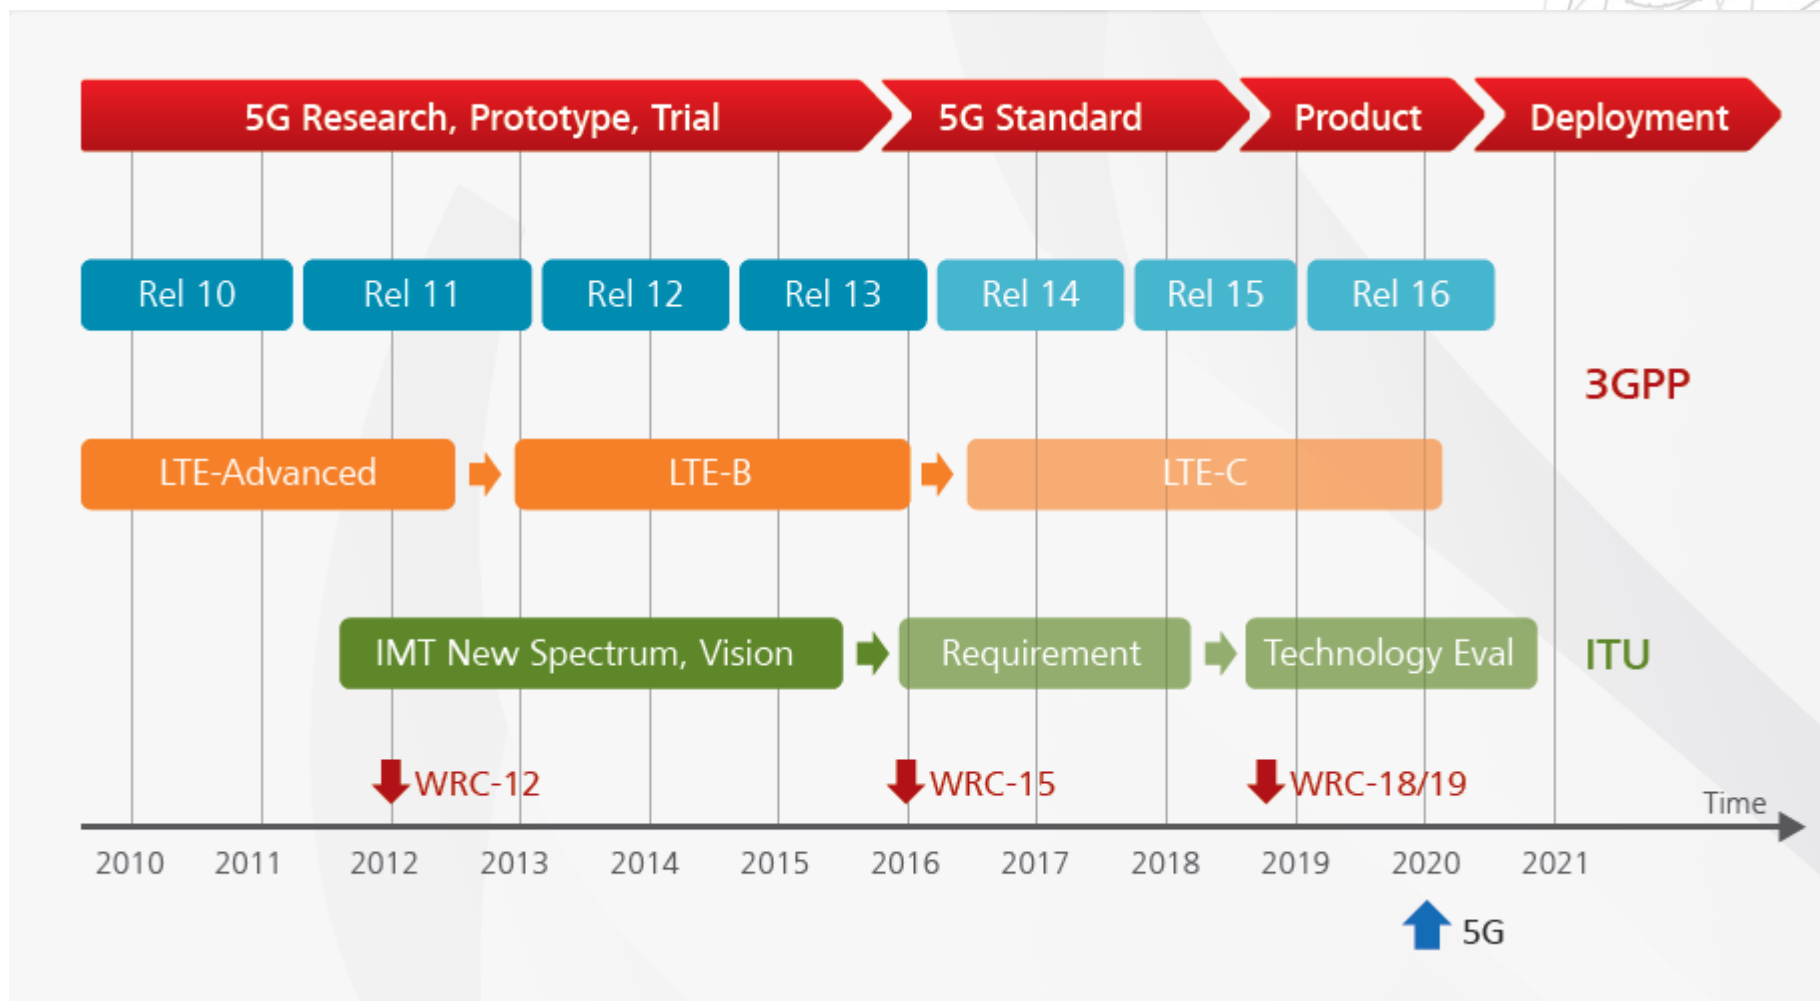 5G Research, Prototype, Trial
5G Standard
Product
Deployment
Rel 10
Rel 11
Rel 12
Rel 13
Rel 14
Rel 15
Rel 16
3GPP
LTE-Advanced
LTE-B
LTE-C
IMT New Spectrum, Vision
Requirement
Technology Eval
ITU
WRC-12
WRC-15
WRC-18/19
Time
2010
2011
2012
2013
2014
2015
2016
2017
2018
2019
2020
2021
5G